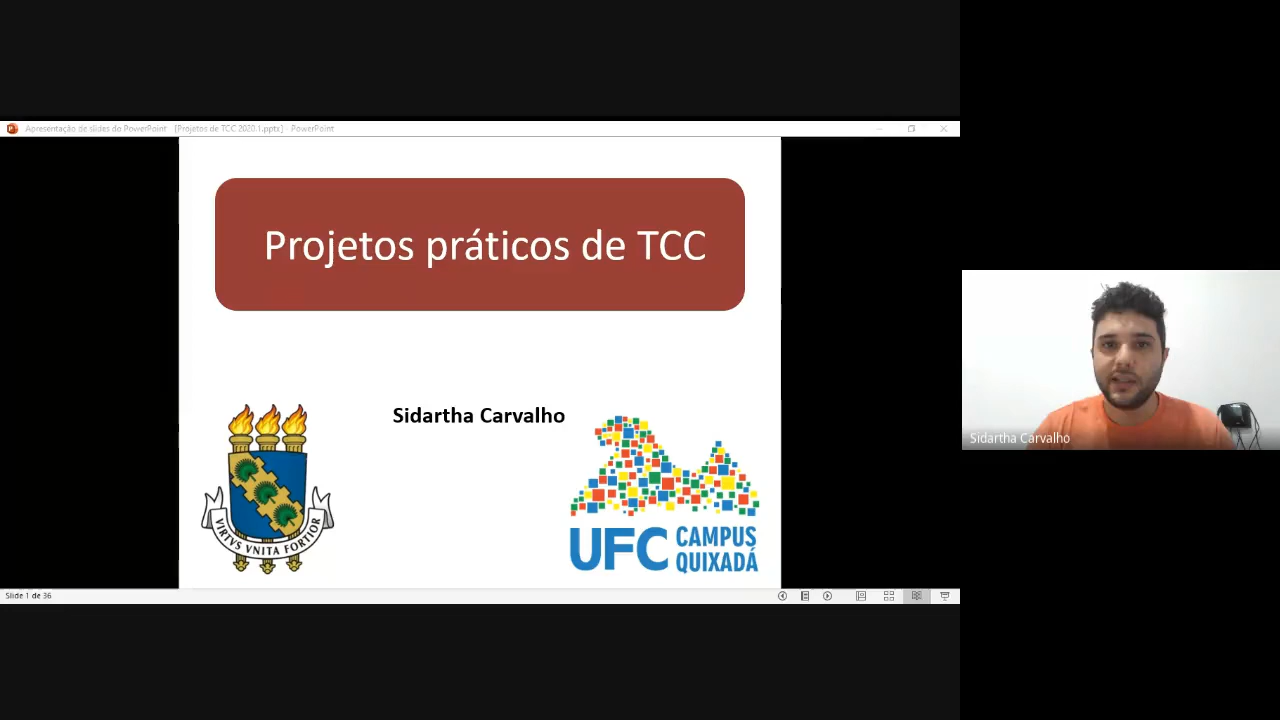 Apresentação de slides do PowerPoint - [Projetos de TCC 2020.1.pptx] - PowerPoint
Projetos práticos de TCC
Sidartha Carvalho
VIRTVS VNITA FORTIOR
UFC CAMPUS
QUIXADÁ
Sidartha Carvalho
Slide 1 de 36